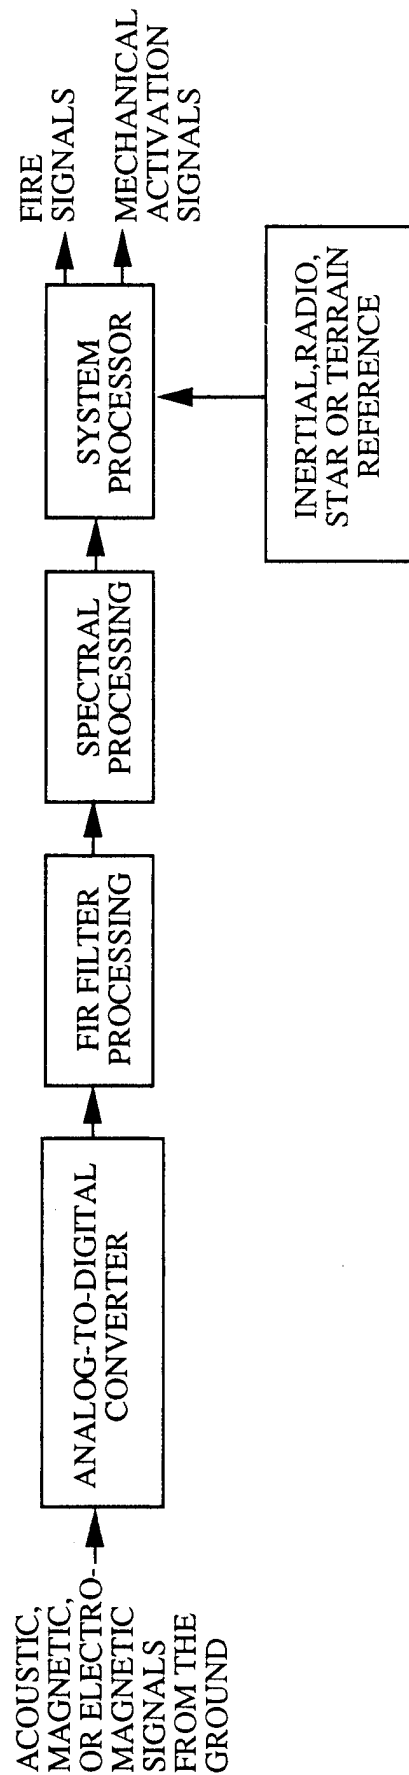 ACOUSTIC,
MAGNETIC,
OR ELECTRO-
MAGNETIC
SIGNALS
FROM THE
GROUND
ANALOG-TO-DIGITAL
CONVERTER
FIR FILTER
PROCESSING
SPECTRAL
PROCESSING
SYSTEM
PROCESSOR
FIRE
SIGNALS
MECHANICAL
ACTIVATION
SIGNALS
INERTIAL,RADIO,
STAR OR TERRAIN
REFERENCE